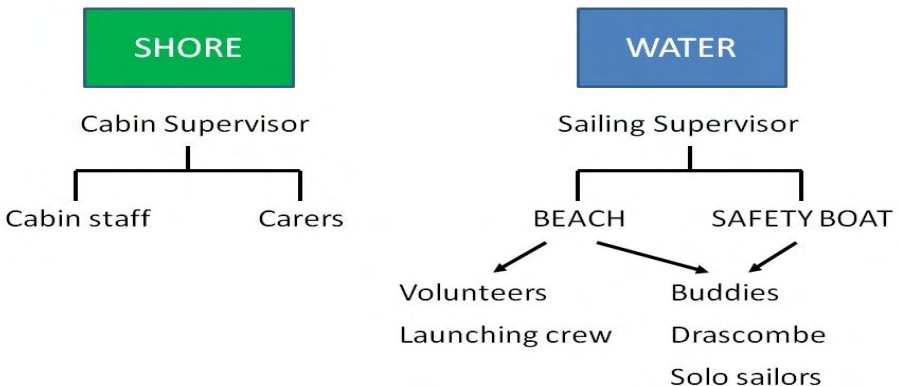 SHORE
WATER
Cabin Supervisor
Sailing Supervisor
Cabin staff
Carers
BEACH
SAFETY BOAT
Volunteers
Buddies
Launching crew
Drascombe
Solo sailors